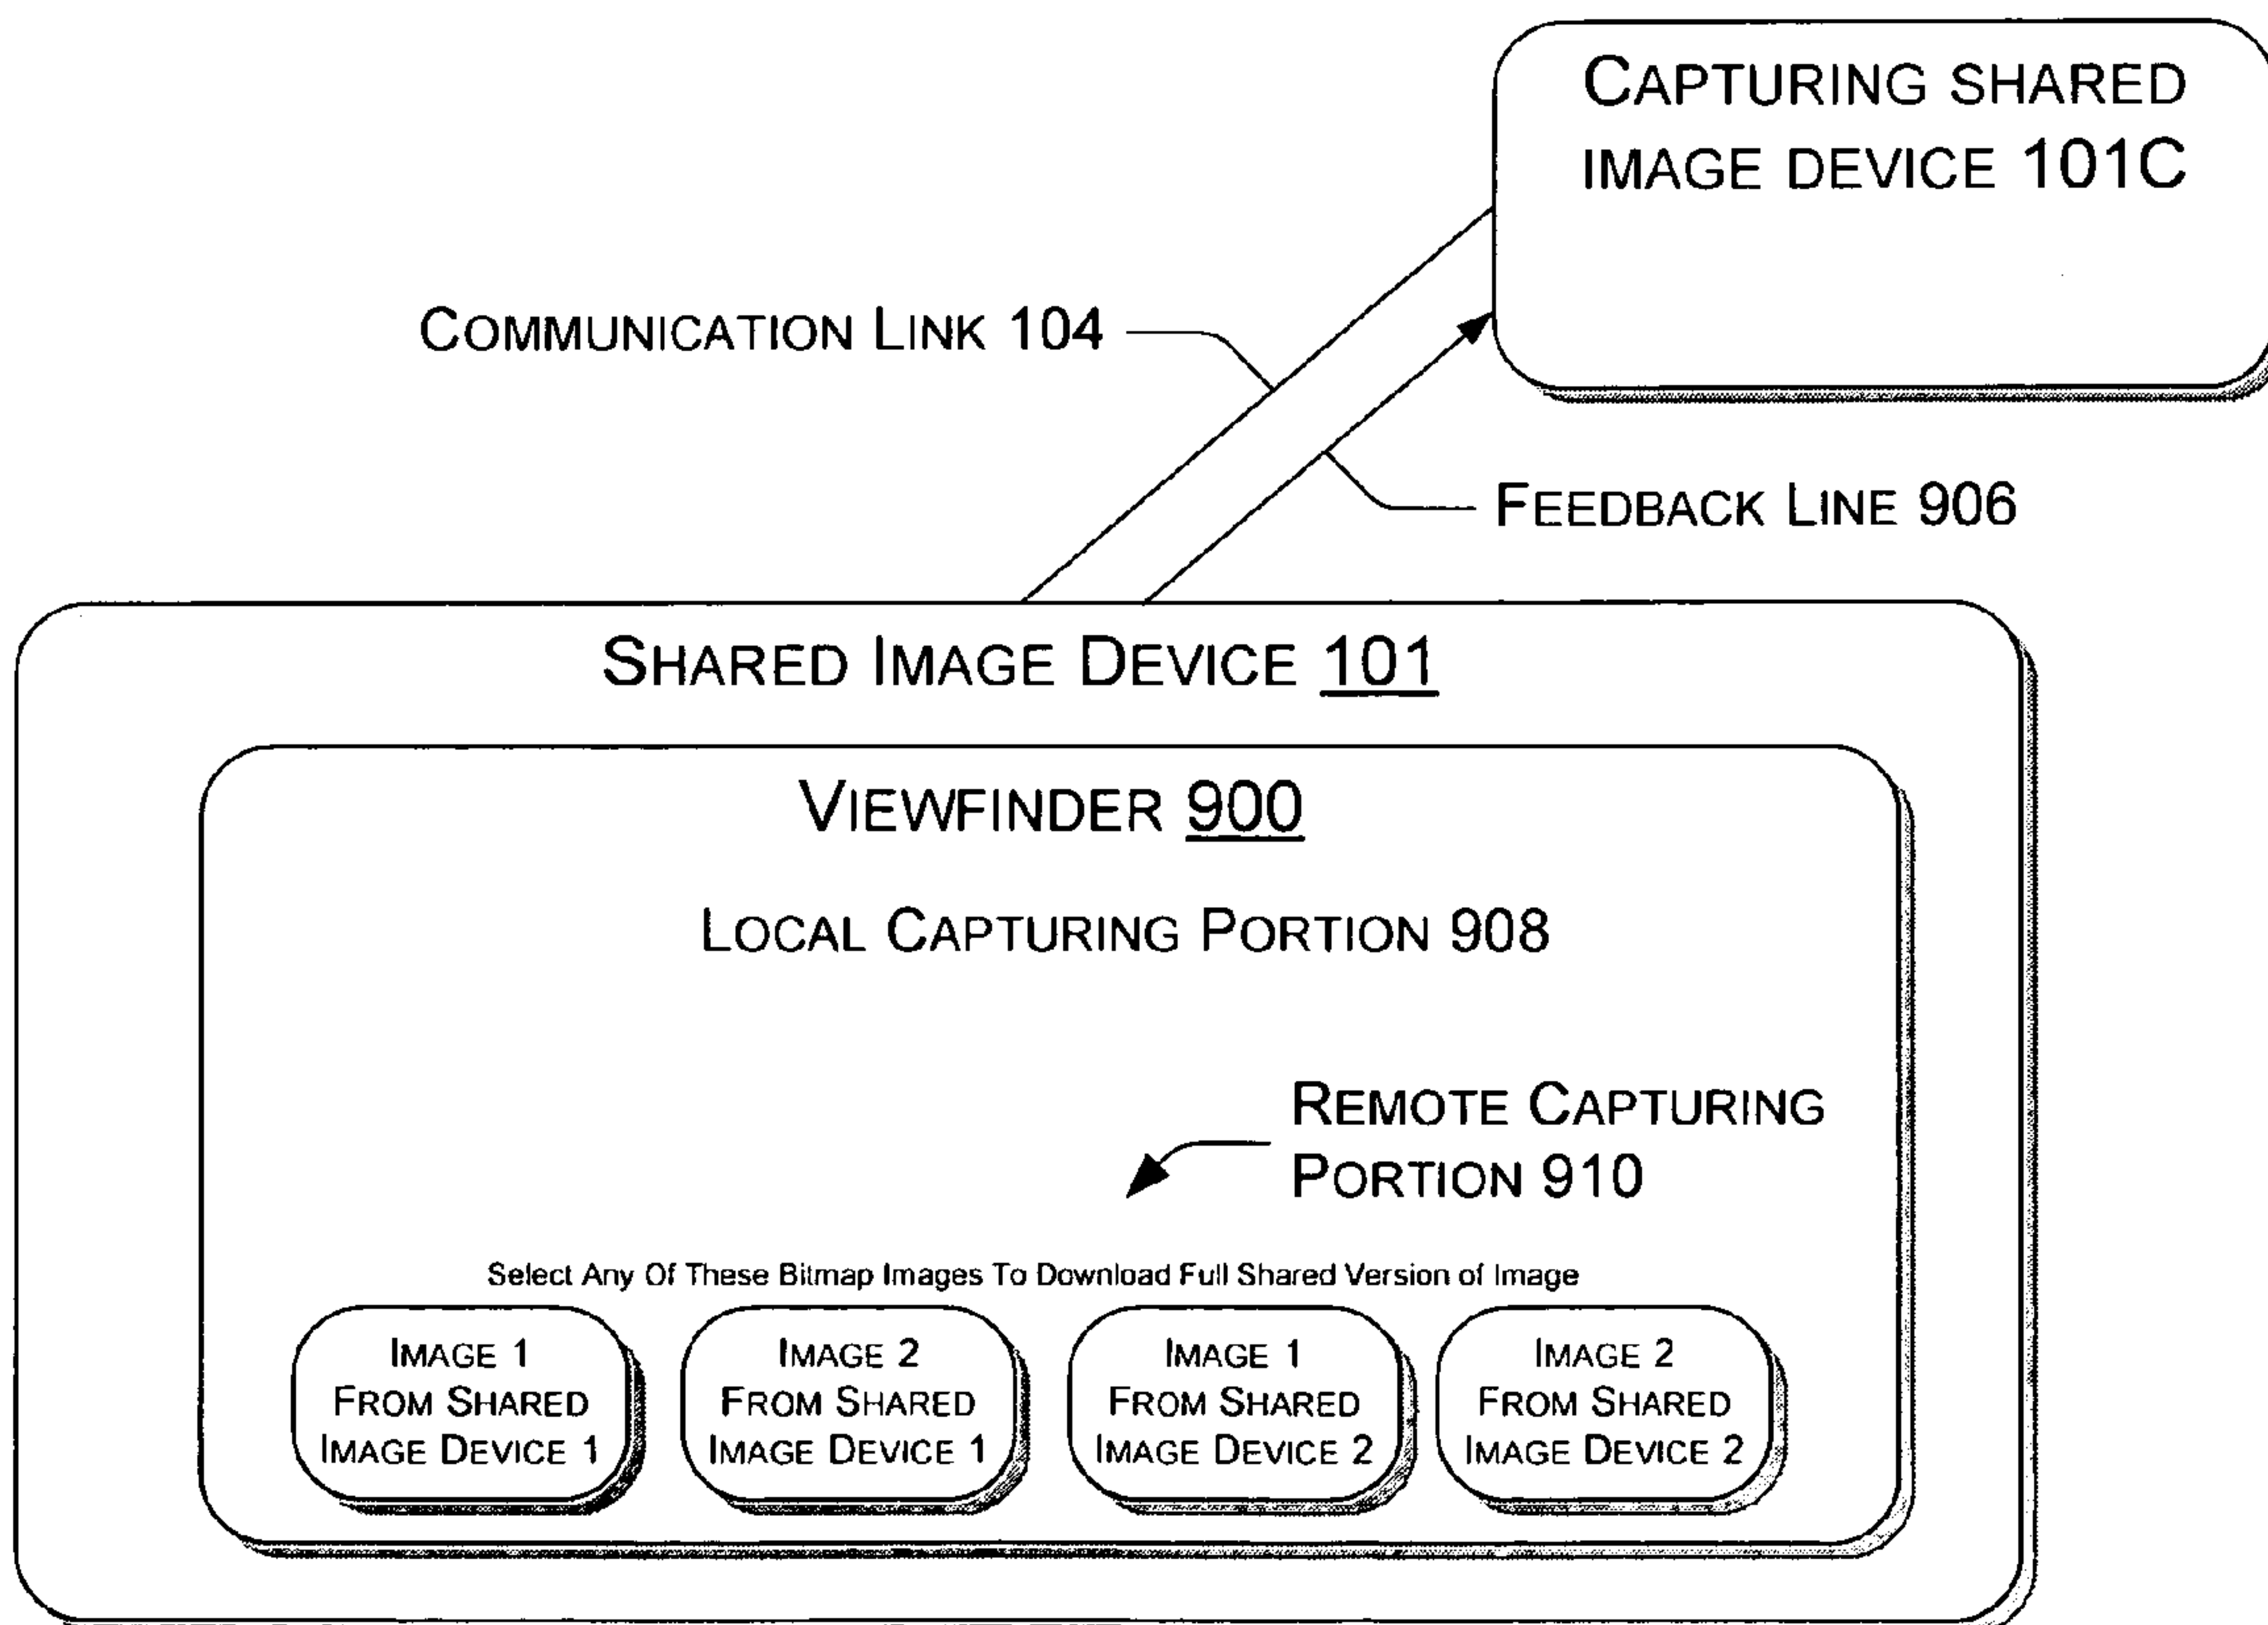 CAPTURING SHARED
IMAGE DEVICE 101C
COMMUNICATION LINK 104
FEEDBACK LINE 906
SHARED IMAGE DEVICE 101
VIEWFINDER 900
LOCAL CAPTURING PORTION 908
REMOTE CAPTURING
PORTION 910
Select Any Of These Bitmap Images To Download Full Shared Version of Image
IMAGE 1
FROM SHARED
IMAGE DEVICE 1
IMAGE 2
FROM SHARED
IMAGE DEVICE 1
IMAGE 1
FROM SHARED
IMAGE DEVICE 2
IMAGE 2
FROM SHARED
IMAGE DEVICE 2